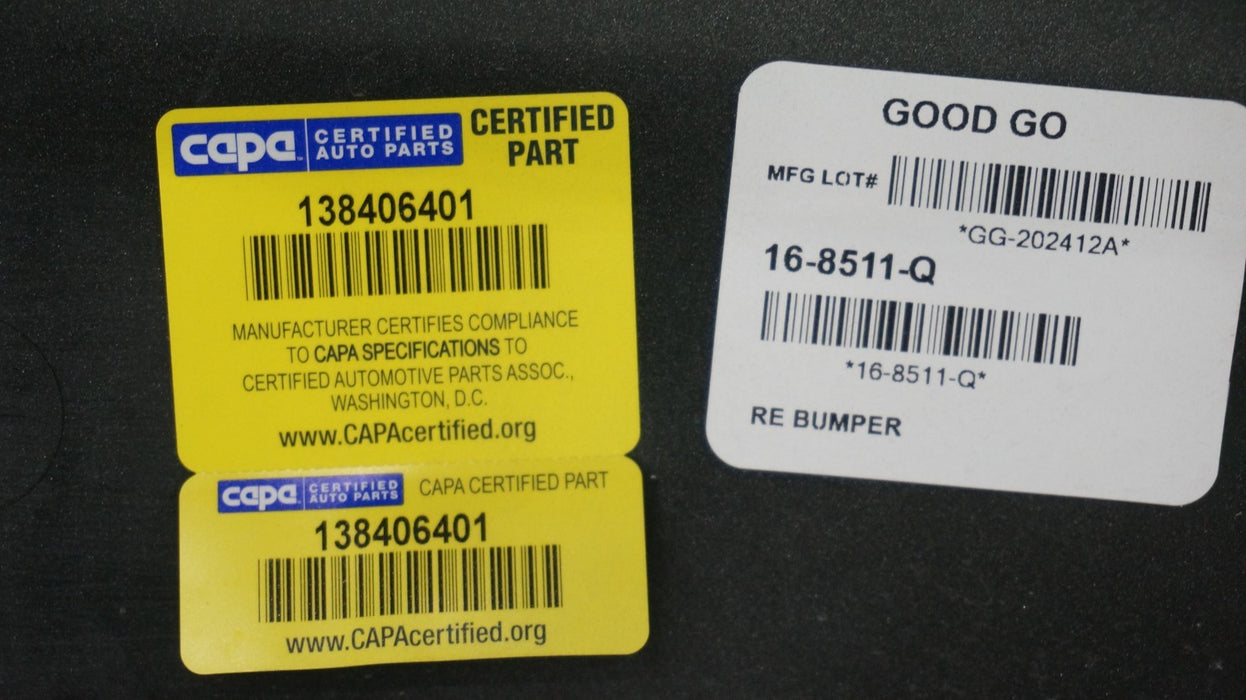 capa CERTIFIED AUTO PARTS
CERTIFIED PART
138406401
MANUFACTURER CERTIFIES COMPLIANCE
TO CAPA SPECIFICATIONS TO
CERTIFIED AUTOMOTIVE PARTS ASSOC.,
WASHINGTON, D.C.
www.CAPAcertified.org
capa CERTIFIED AUTO PARTS CAPA CERTIFIED PART
138406401
www.CAPAcertified.org
GOOD GO
MFG LOT#
*GG-202412A*
16-8511-Q
*16-8511-Q*
RE BUMPER